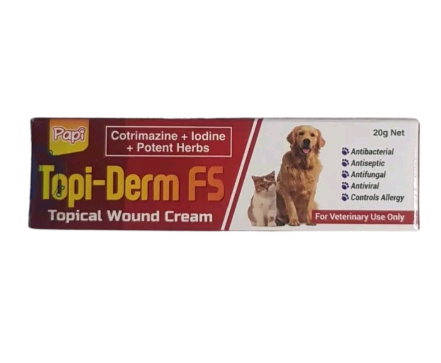 Papi
Cotrimazine + Iodine
+ Potent Herbs
Topi-Derm FS
Topical Wound Cream
20g Net
Antibacterial
Antiseptic
Antifungal
Antiviral
Controls Allergy
For Veterinary Use Only